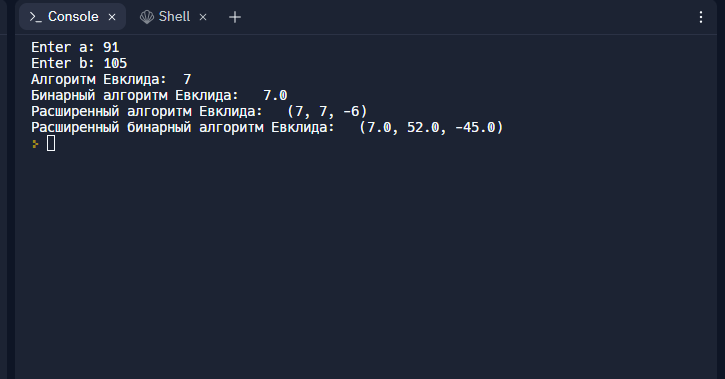 Console × Shell × +
Enter a: 91
Enter b: 105
Алгоритм Евклида:  7
Бинарный алгоритм Евклида:   7.0
Расширенный алгоритм Евклида:   (7, 7, -6)
Расширенный бинарный алгоритм Евклида:   (7.0, 52.0, -45.0)